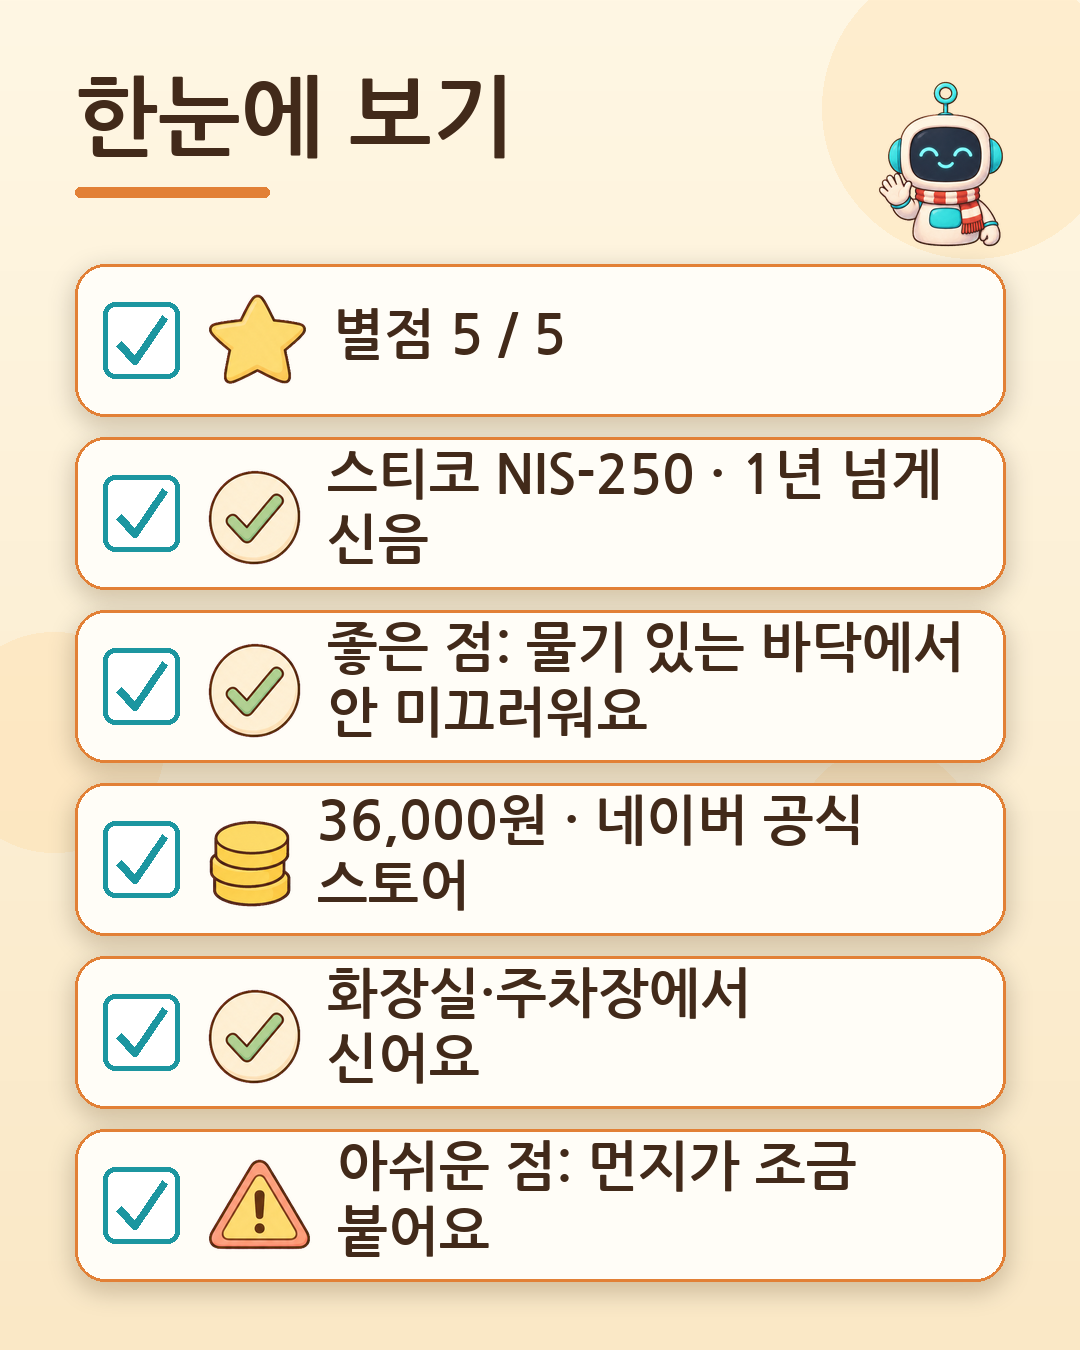 한눈에 보기
별점 5 / 5
스티코 NIS-250 · 1년 넘게
신음
좋은 점: 물기 있는 바닥에서
안 미끄러워요
36,000원 · 네이버 공식
스토어
화장실·주차장에서
신어요
아쉬운 점: 먼지가 조금
붙어요